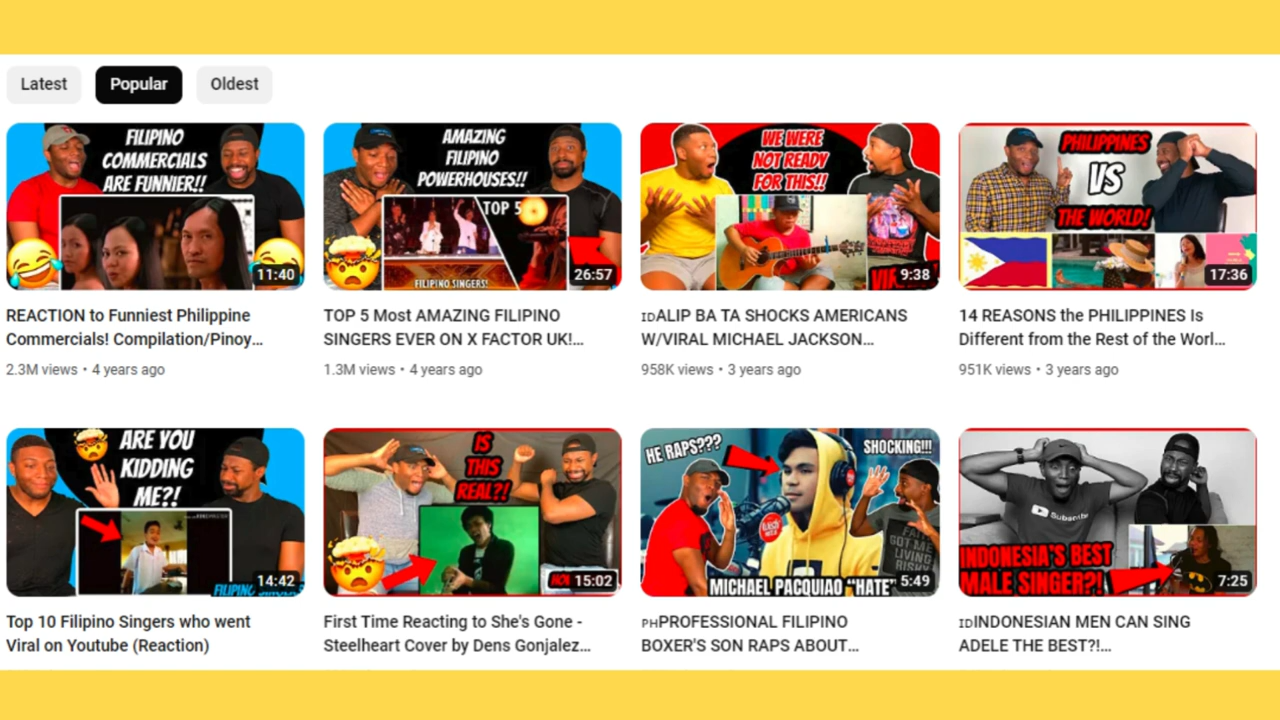 Latest
Popular
Oldest
FILIPINO
COMMERCIALS
ARE FUNNIER!!
11:40
AMAZING
FILIPINO
POWERHOUSES!!
TOP 5
FILIPINO SINGERS!
26:57
WE WERE
NOT READY
FOR THIS!!
9:38
PHILIPPINES
VS
THE WORLD!
17:36
REACTION to Funniest Philippine
Commercials! Compilation/Pinoy…
2.3M views • 4 years ago
TOP 5 Most AMAZING FILIPINO
SINGERS EVER ON X FACTOR UK!…
1.3M views • 4 years ago
IDALIP BA TA SHOCKS AMERICANS
W/VIRAL MICHAEL JACKSON…
958K views • 3 years ago
14 REASONS the PHILIPPINES Is
Different from the Rest of the Worl…
951K views • 3 years ago
ARE YOU
KIDDING
ME?!
14:42
IS
THIS
REAL?!
15:02
HE RAPS???
SHOCKING!!!
GOT ME
LIVING
MICHAEL PACQUIAO "HATE"
5:49
INDONESIA'S BEST
MALE SINGER?!
7:25
Top 10 Filipino Singers who went
Viral on Youtube (Reaction)
First Time Reacting to She's Gone -
Steelheart Cover by Dens Gonjalez…
PHPROFESSIONAL FILIPINO
BOXER'S SON RAPS ABOUT…
IDINDONESIAN MEN CAN SING
ADELE THE BEST?!…